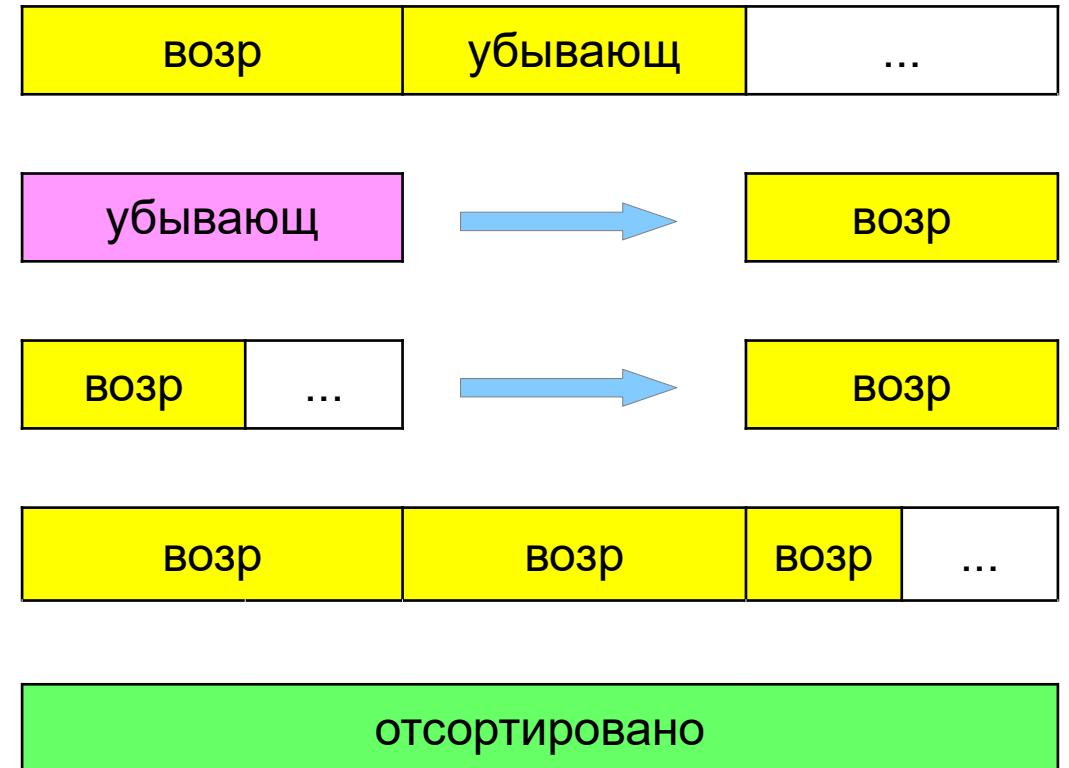 возр убывающ ...
убывающ возр
возр ... возр
возр возр возр ...
отсортировано